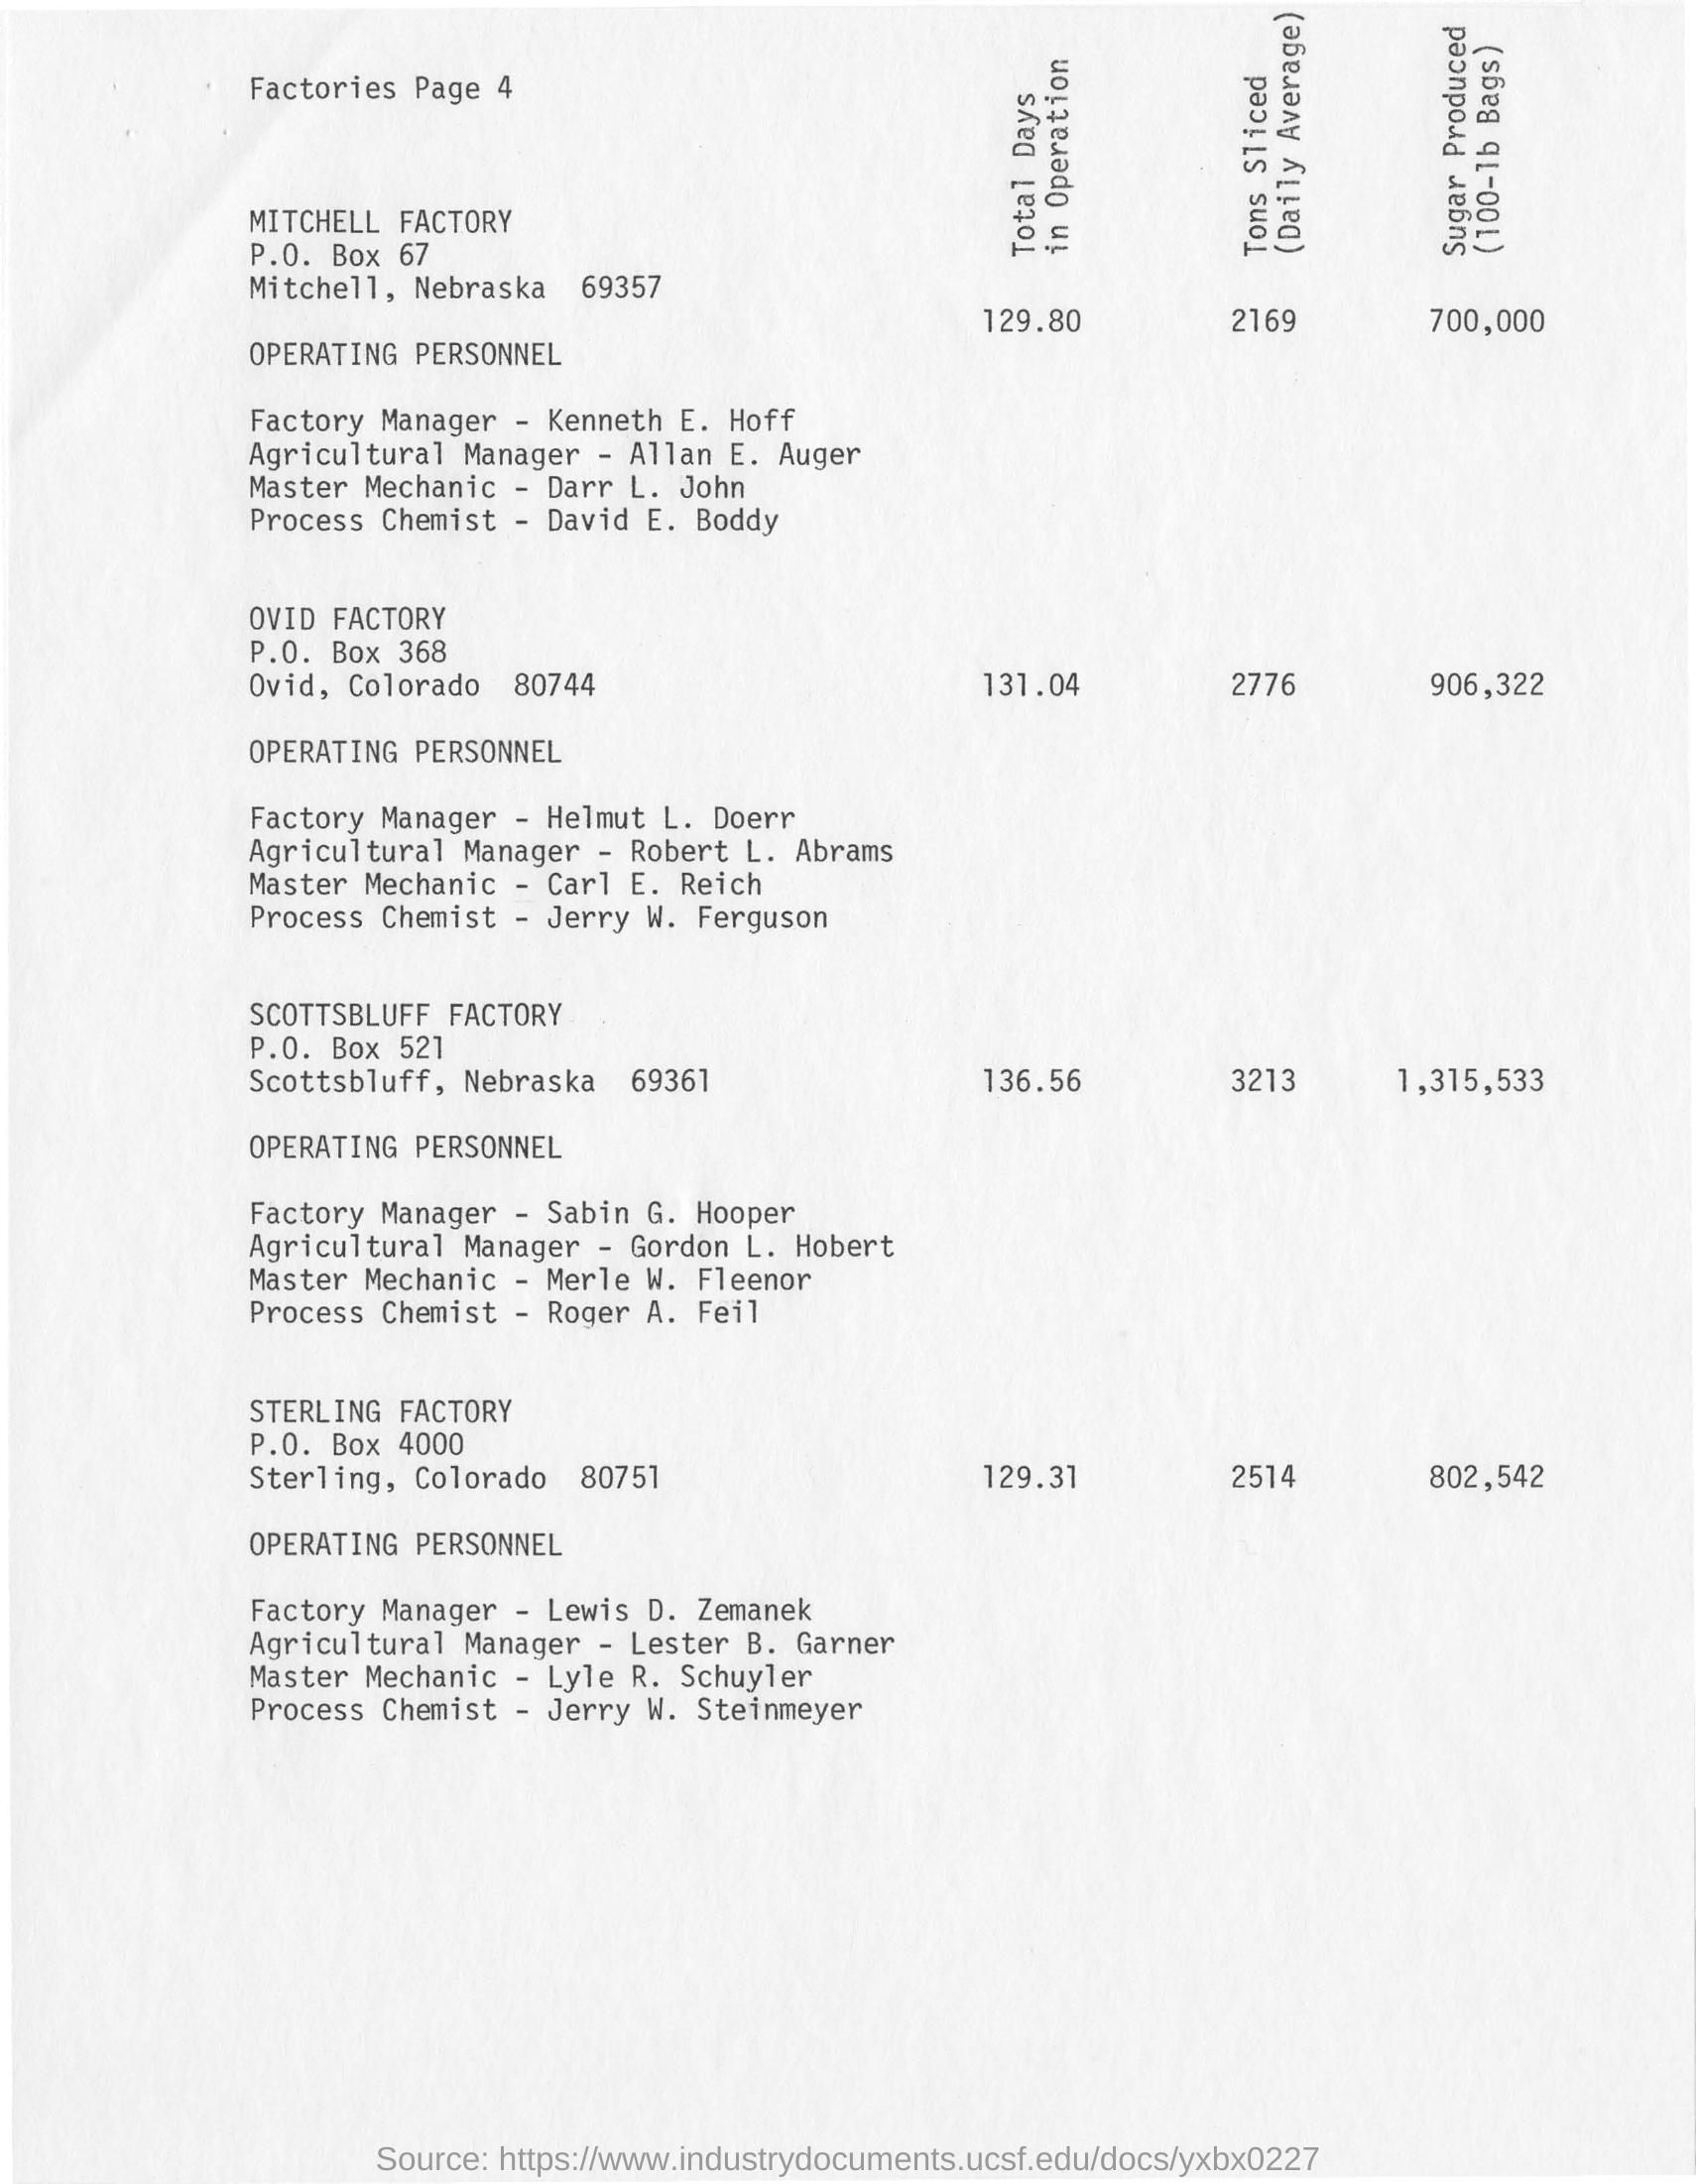 Factories Page 4
Total Days
in Operation
Tons Sliced
(Daily Average)
Sugar Produced
(100-lb Bags)
MITCHELL FACTORY
P.O. Box 67
Mitchell, Nebraska 69357
129.80 2169 700,000
OPERATING PERSONNEL
Factory Manager - Kenneth E. Hoff
Agricultural Manager - Allan E. Auger
Master Mechanic - Darr L. John
Process Chemist - David E. Boddy
OVID FACTORY
P.O. Box 368
Ovid, Colorado 80744 131.04 2776 906,322
OPERATING PERSONNEL
Factory Manager - Helmut L. Doerr
Agricultural Manager - Robert L. Abrams
Master Mechanic - Carl E. Reich
Process Chemist - Jerry W. Ferguson
SCOTTSBLUFF FACTORY
P.O. Box 521
Scottsbluff, Nebraska 69361 136.56 3213 1,315,533
OPERATING PERSONNEL
Factory Manager - Sabin G. Hooper
Agricultural Manager - Gordon L. Hobert
Master Mechanic - Merle W. Fleenor
Process Chemist - Roger A. Feil
STERLING FACTORY
P.O. Box 4000
Sterling, Colorado 80751 129.31 2514 802,542
OPERATING PERSONNEL
Factory Manager - Lewis D. Zemanek
Agricultural Manager - Lester B. Garner
Master Mechanic - Lyle R. Schuyler
Process Chemist - Jerry W. Steinmeyer
Source: https://www.industrydocuments.ucsf.edu/docs/yxbx0227